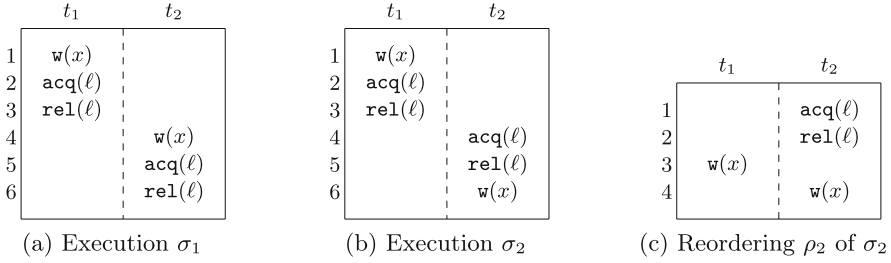 t₁ t₂
1 w(x)
2 acq(ℓ)
3 rel(ℓ)
4 w(x)
5 acq(ℓ)
6 rel(ℓ)
(a) Execution σ₁
t₁ t₂
1 w(x)
2 acq(ℓ)
3 rel(ℓ)
4 acq(ℓ)
5 rel(ℓ)
6 w(x)
(b) Execution σ₂
t₁ t₂
1 acq(ℓ)
2 rel(ℓ)
3 w(x)
4 w(x)
(c) Reordering ρ₂ of σ₂